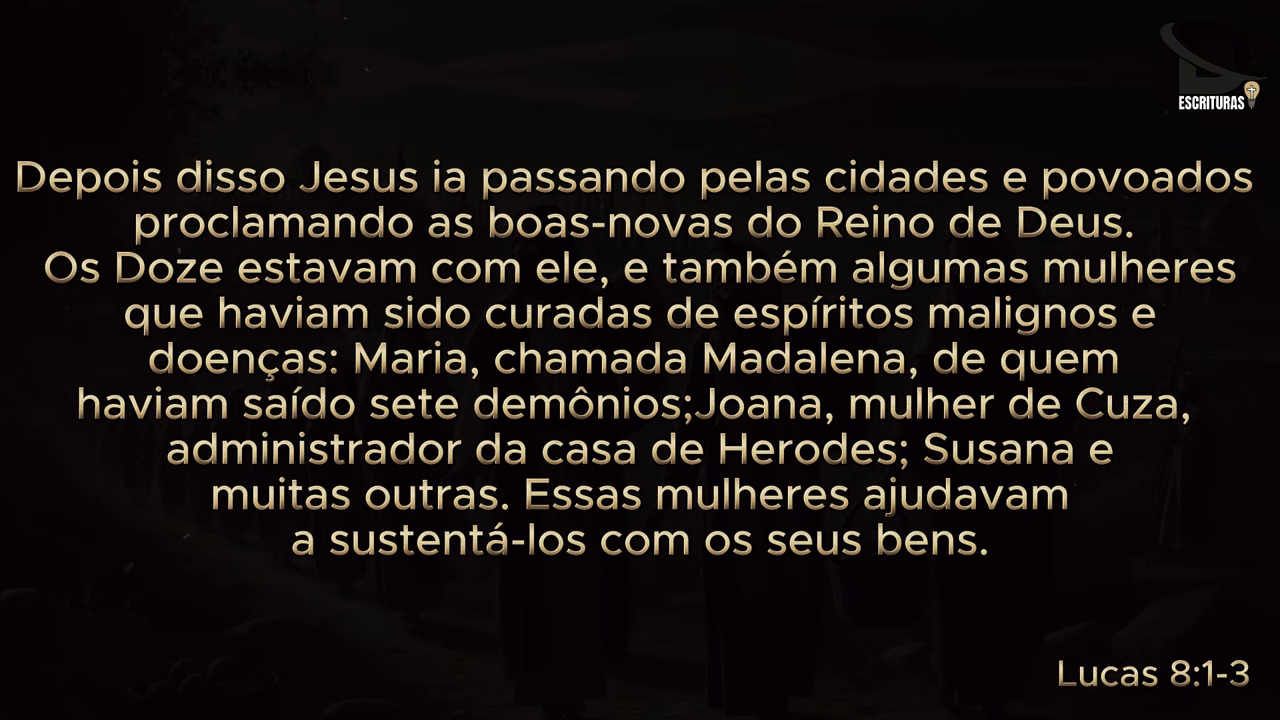 ESCRITURAS
Depois disso Jesus ia passando pelas cidades e povoados
proclamando as boas-novas do Reino de Deus.
Os Doze estavam com ele, e também algumas mulheres
que haviam sido curadas de espíritos malignos e
doenças: Maria, chamada Madalena, de quem
haviam saído sete demônios;Joana, mulher de Cuza,
administrador da casa de Herodes; Susana e
muitas outras. Essas mulheres ajudavam
a sustentá-los com os seus bens.
Lucas 8:1-3